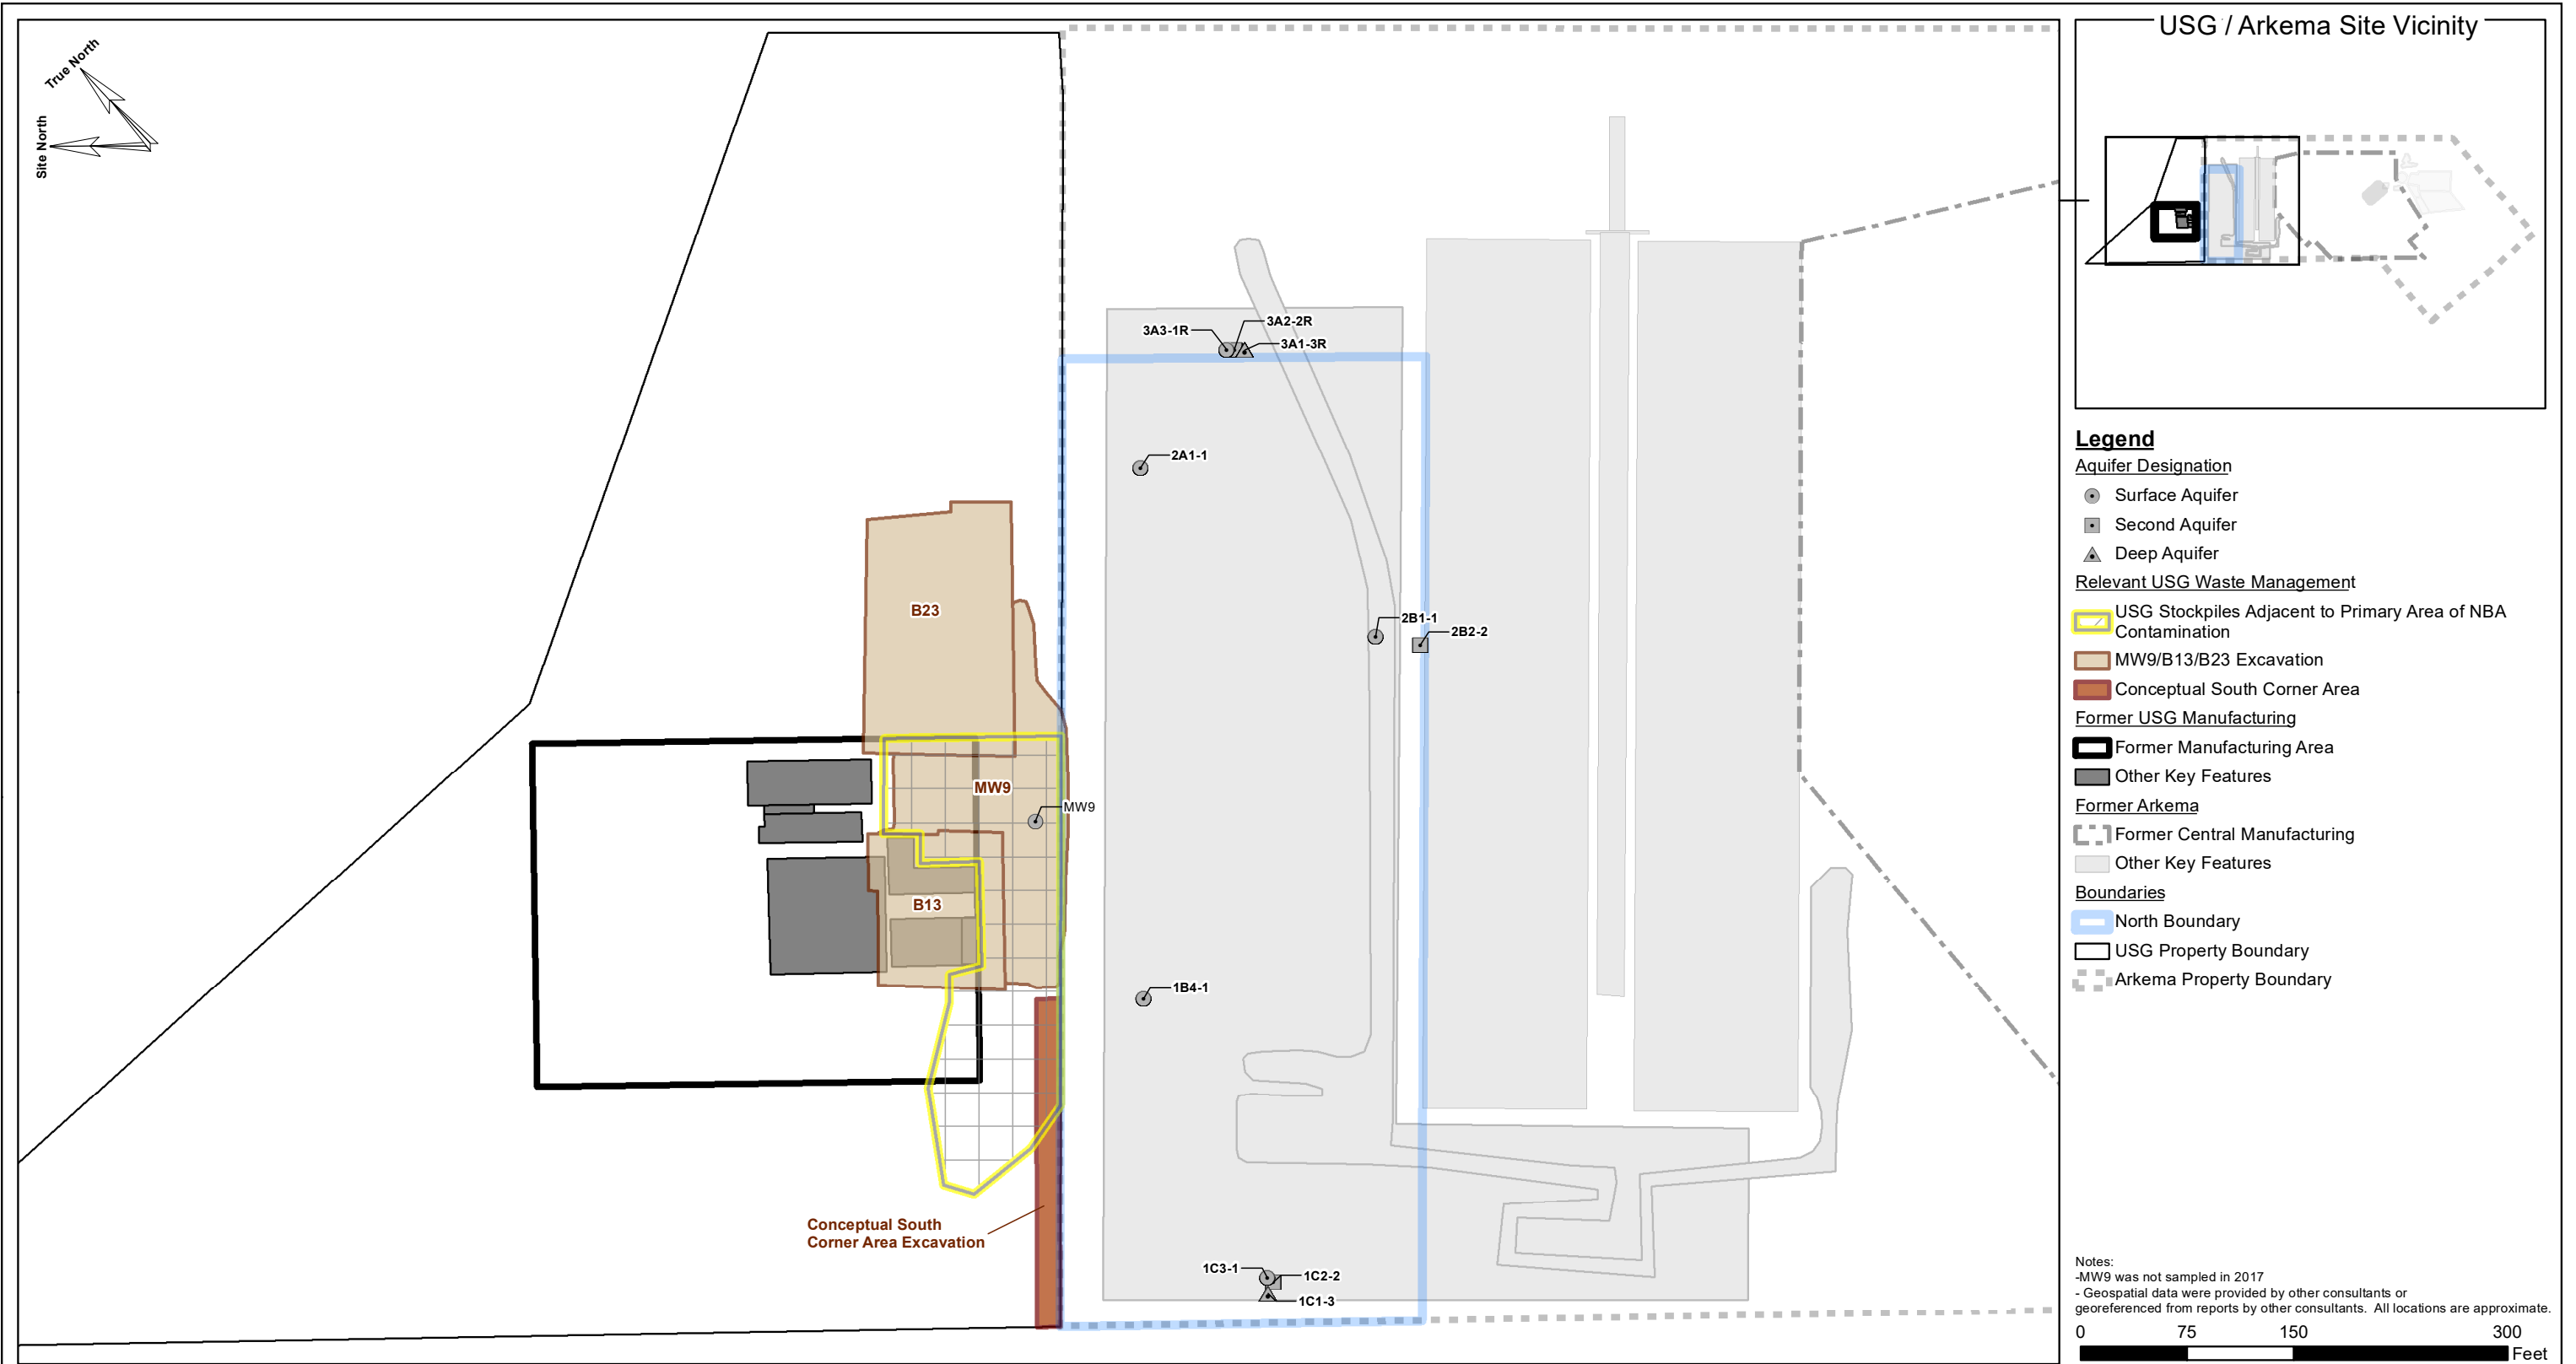 USG / Arkema Site Vicinity
True North
Site North
3A3-1R
3A2-2R
3A1-3R
2A1-1
B23
2B1-1
2B2-2
MW9
MW9
B13
1B4-1
Conceptual South
Corner Area Excavation
1C3-1
1C2-2
1C1-3
Legend
Aquifer Designation
Surface Aquifer
Second Aquifer
Deep Aquifer
Relevant USG Waste Management
USG Stockpiles Adjacent to Primary Area of NBA
Contamination
MW9/B13/B23 Excavation
Conceptual South Corner Area
Former USG Manufacturing
Former Manufacturing Area
Other Key Features
Former Arkema
Former Central Manufacturing
Other Key Features
Boundaries
North Boundary
USG Property Boundary
Arkema Property Boundary
Notes:
-MW9 was not sampled in 2017
- Geospatial data were provided by other consultants or
georeferenced from reports by other consultants. All locations are approximate.
0 75 150 300
Feet